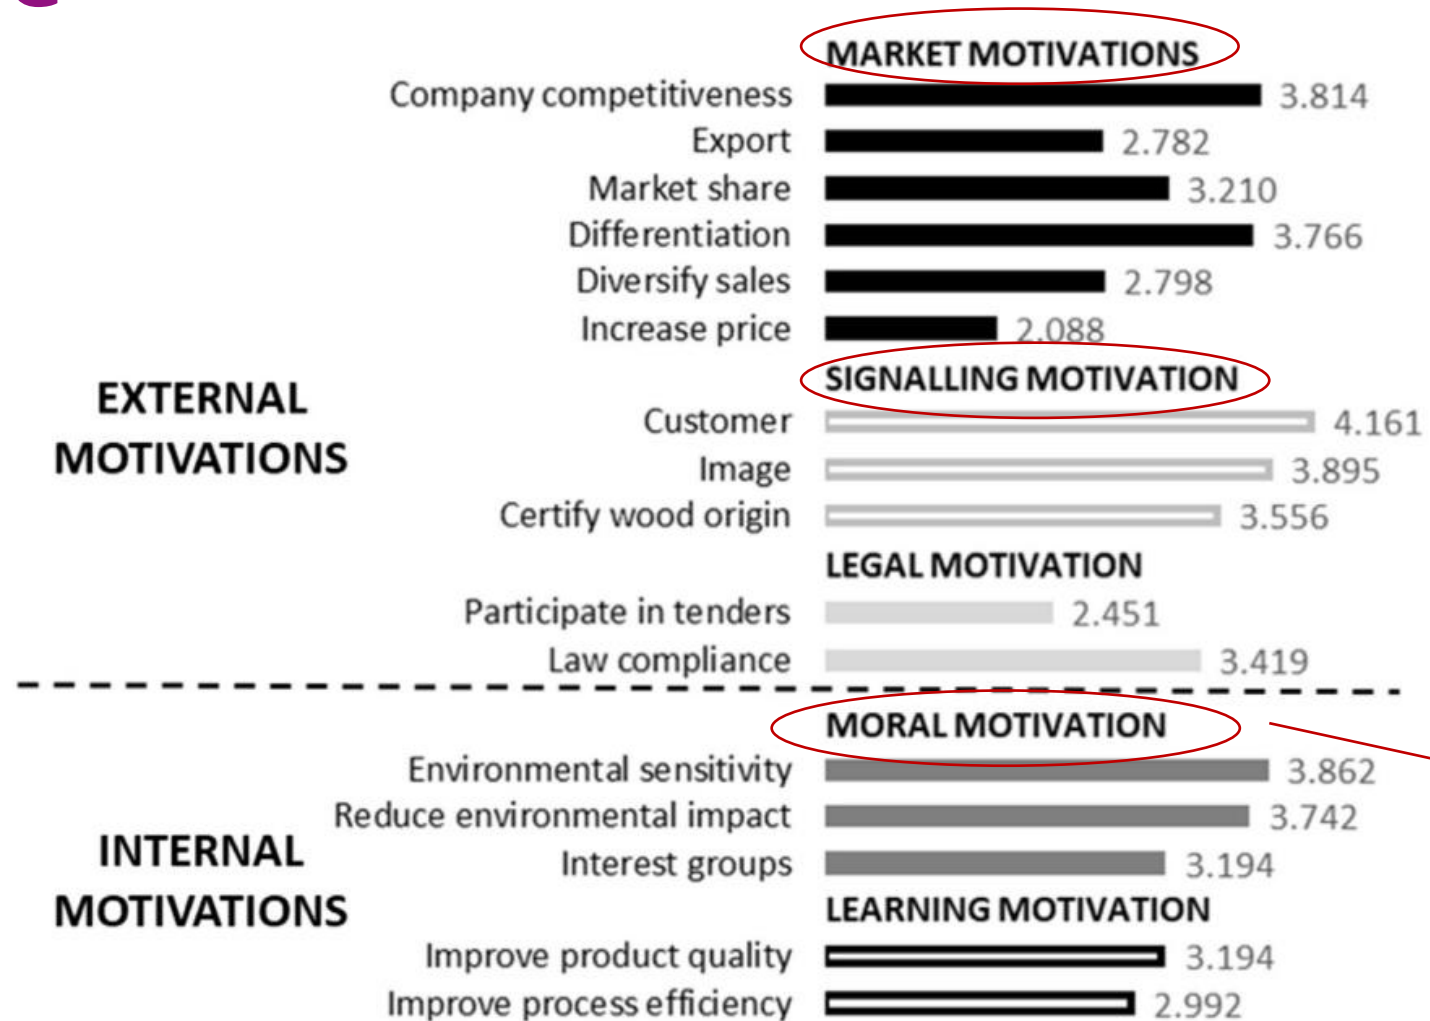 MARKET MOTIVATIONS
Company competitiveness 3.814
Export 2.782
Market share 3.210
Differentiation 3.766
Diversify sales 2.798
Increase price 2.088
EXTERNAL
MOTIVATIONS
SIGNALLING MOTIVATION
Customer 4.161
Image 3.895
Certify wood origin 3.556
LEGAL MOTIVATION
Participate in tenders 2.451
Law compliance 3.419
MORAL MOTIVATION
Environmental sensitivity 3.862
Reduce environmental impact 3.742
Interest groups 3.194
INTERNAL
MOTIVATIONS
LEARNING MOTIVATION
Improve product quality 3.194
Improve process efficiency 2.992